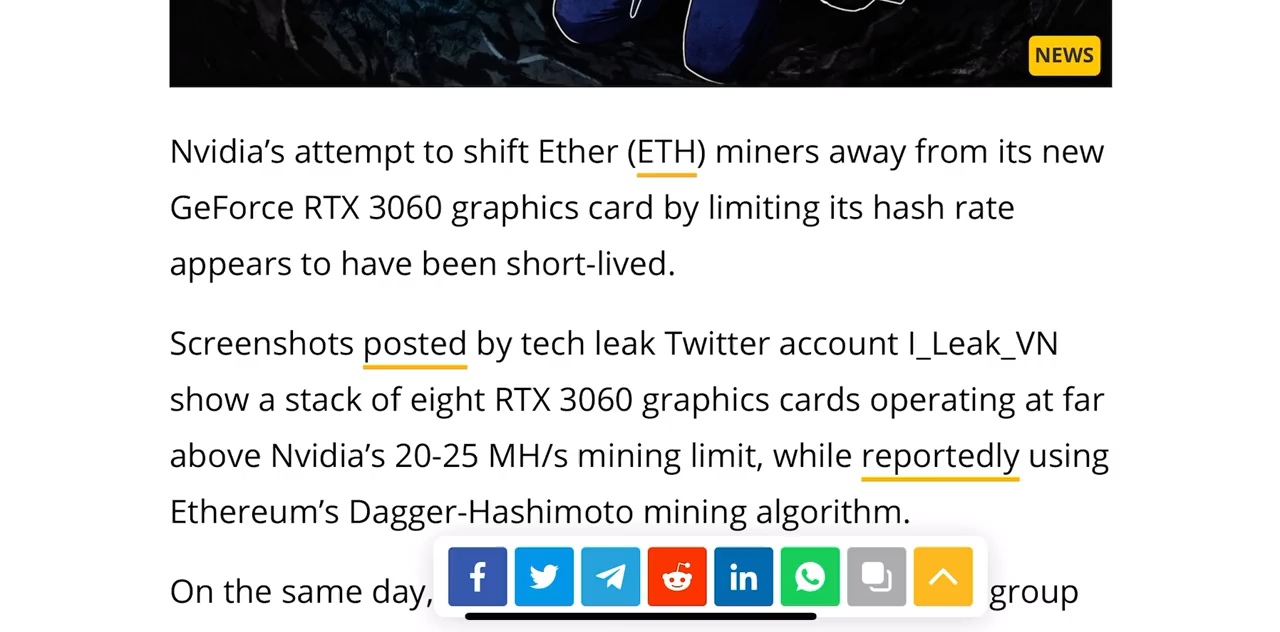 NEWS
Nvidia’s attempt to shift Ether (ETH) miners away from its new
GeForce RTX 3060 graphics card by limiting its hash rate
appears to have been short-lived.
Screenshots posted by tech leak Twitter account I_Leak_VN
show a stack of eight RTX 3060 graphics cards operating at far
above Nvidia’s 20-25 MH/s mining limit, while reportedly using
Ethereum’s Dagger-Hashimoto mining algorithm.
On the same day, group